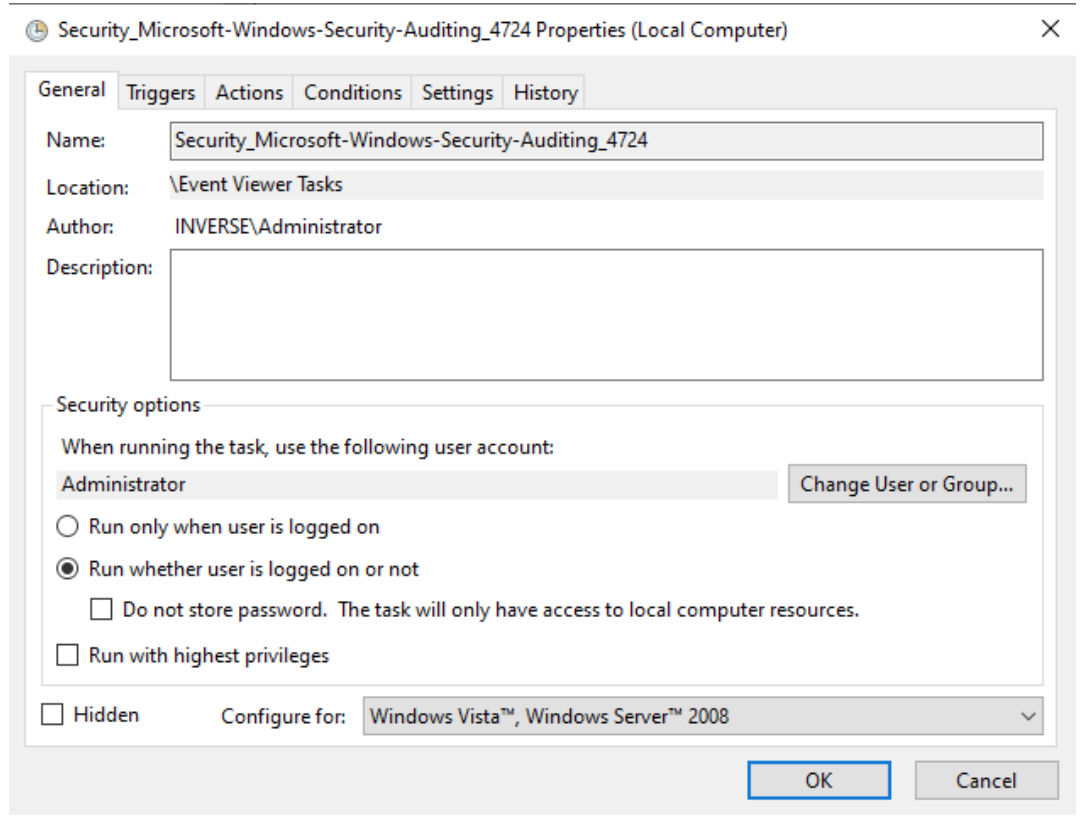 Security_Microsoft-Windows-Security-Auditing_4724 Properties (Local Computer)
General Triggers Actions Conditions Settings History
Name: Security_Microsoft-Windows-Security-Auditing_4724
Location: \Event Viewer Tasks
Author: INVERSE\Administrator
Description:
Security options
When running the task, use the following user account:
Administrator Change User or Group...
Run only when user is logged on
Run whether user is logged on or not
Do not store password. The task will only have access to local computer resources.
Run with highest privileges
Hidden Configure for: Windows Vista™, Windows Server™ 2008
OK Cancel